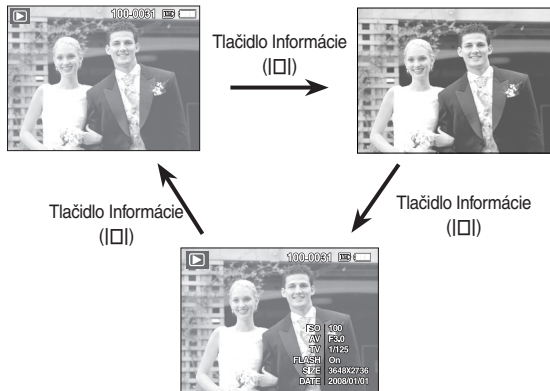 100-0031
Tlačidlo Informácie
(|□|)
Tlačidlo Informácie
(|□|)
Tlačidlo Informácie
(|□|)
100-0031
ISO 100
AV F3.0
TV 1/125
FLASH On
SIZE 3648X2736
DATE 2008/01/01